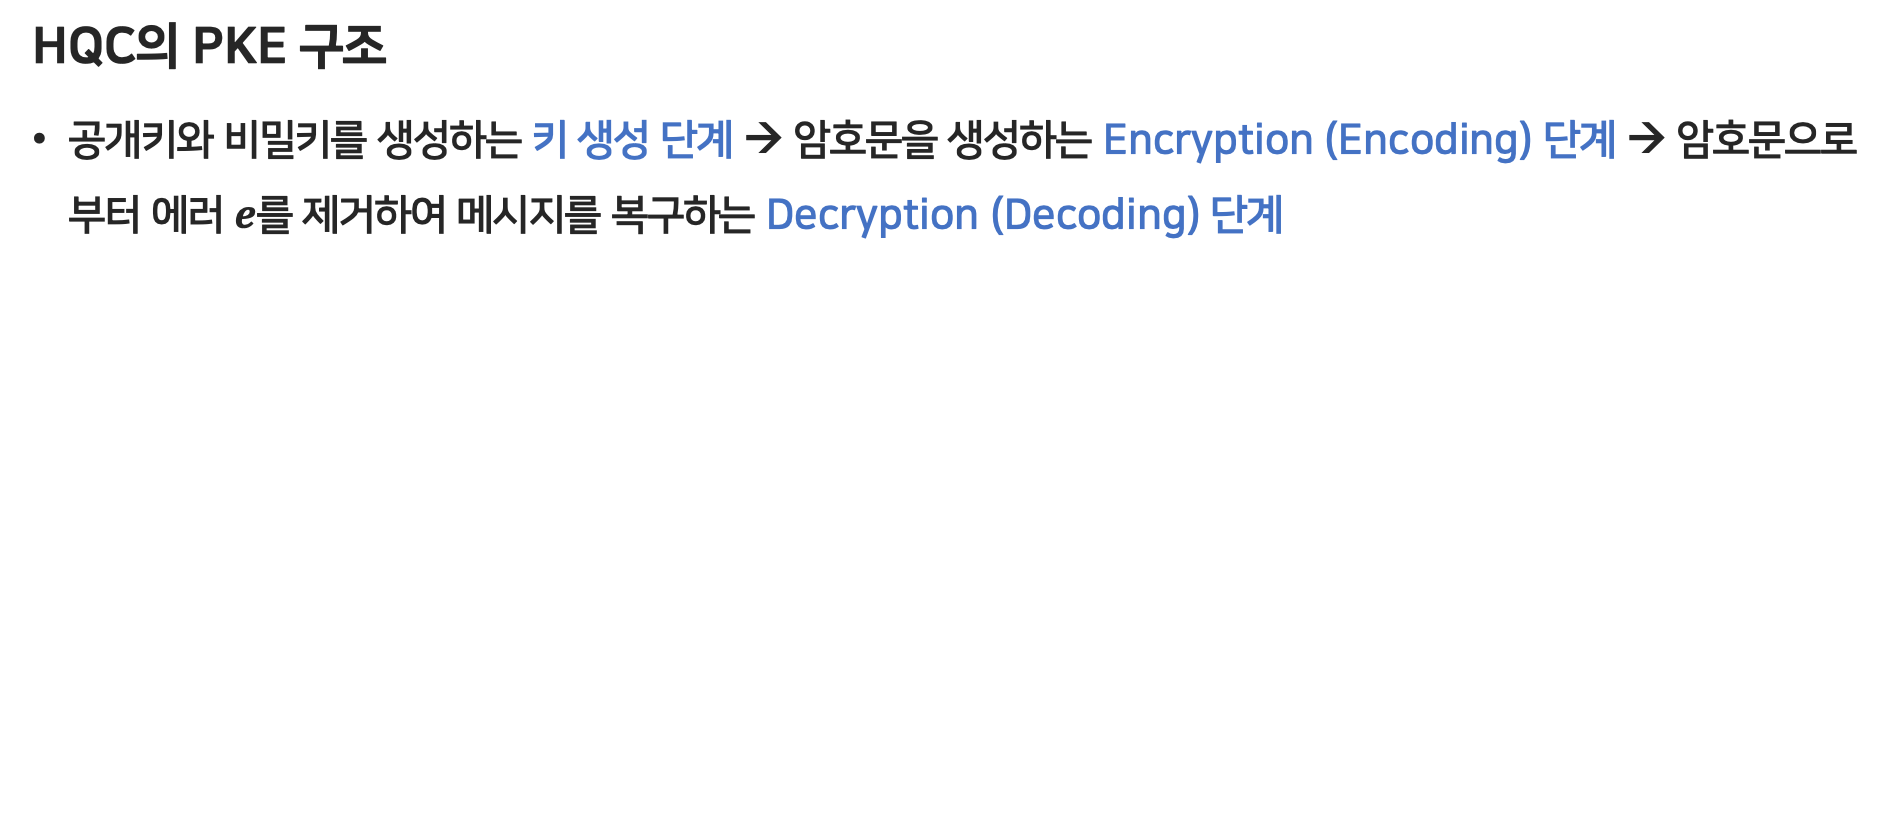 HQC의 PKE 구조
• 공개키와 비밀키를 생성하는 키 생성 단계 → 암호문을 생성하는 Encryption (Encoding) 단계 → 암호문으로
부터 에러 e를 제거하여 메시지를 복구하는 Decryption (Decoding) 단계